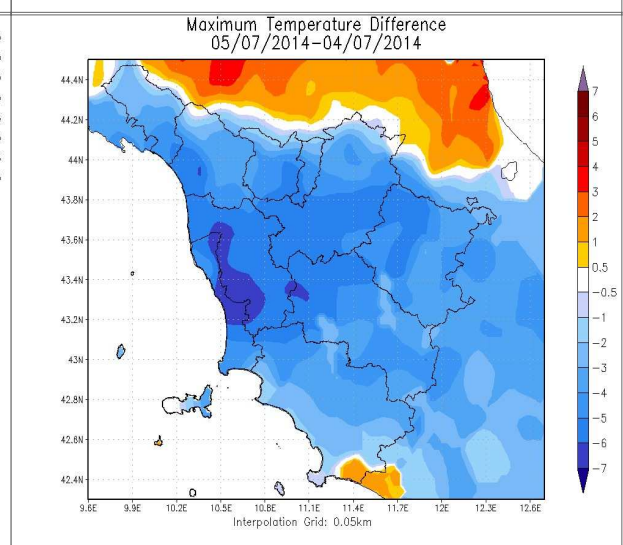 Maximum Temperature Difference
05/07/2014-04/07/2014
44.4N
44.2N
44N
43.8N
43.6N
43.4N
43.2N
43N
42.8N
42.6N
42.4N
9.6E 9.9E 10.2E 10.5E 10.8E 11.1E 11.4E 11.7E 12E 12.3E 12.6E
Interpolation Grid: 0.05km
7
6
5
4
3
2
1
0.5
-0.5
-1
-2
-3
-4
-5
-6
-7